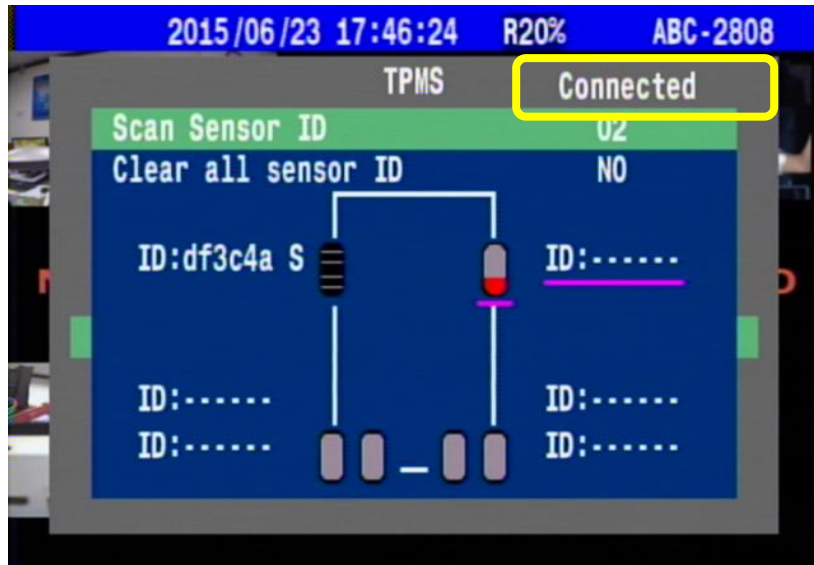 2015/06/23 17:46:24 R20% ABC-2808
TPMS Connected
Scan Sensor ID 02
Clear all sensor ID NO
ID:df3c4a S ID:------
ID:------ ID:------
ID:------ ID:------